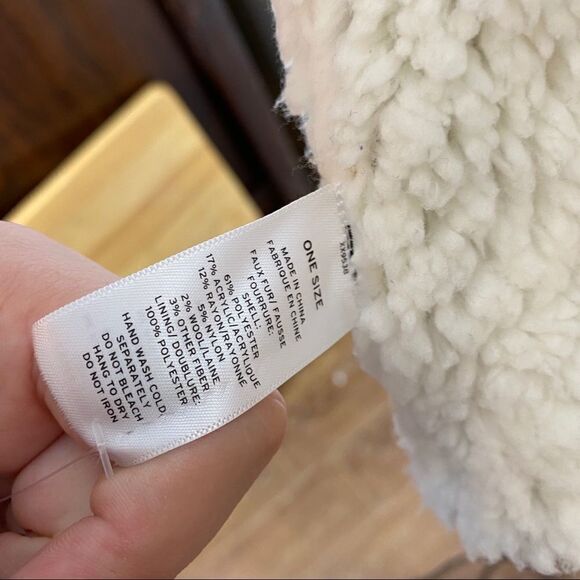 XX9538
ONE SIZE
MADE IN CHINA
FABRIQUE EN CHINE
FAUX FUR/ FAUSSE
FOURRURE:
SHELL:
61% POLYESTER
17% ACRYLIC/ACRYLIQUE
12% RAYON/RAYONNE
5% NYLON
2% WOOL/LAINE
3% OTHER FIBER
LINING/DOUBLURE:
100% POLYESTER
HAND WASH COLD
SEPARATELY
DO NOT BLEACH
HANG TO DRY
DO NOT IRON